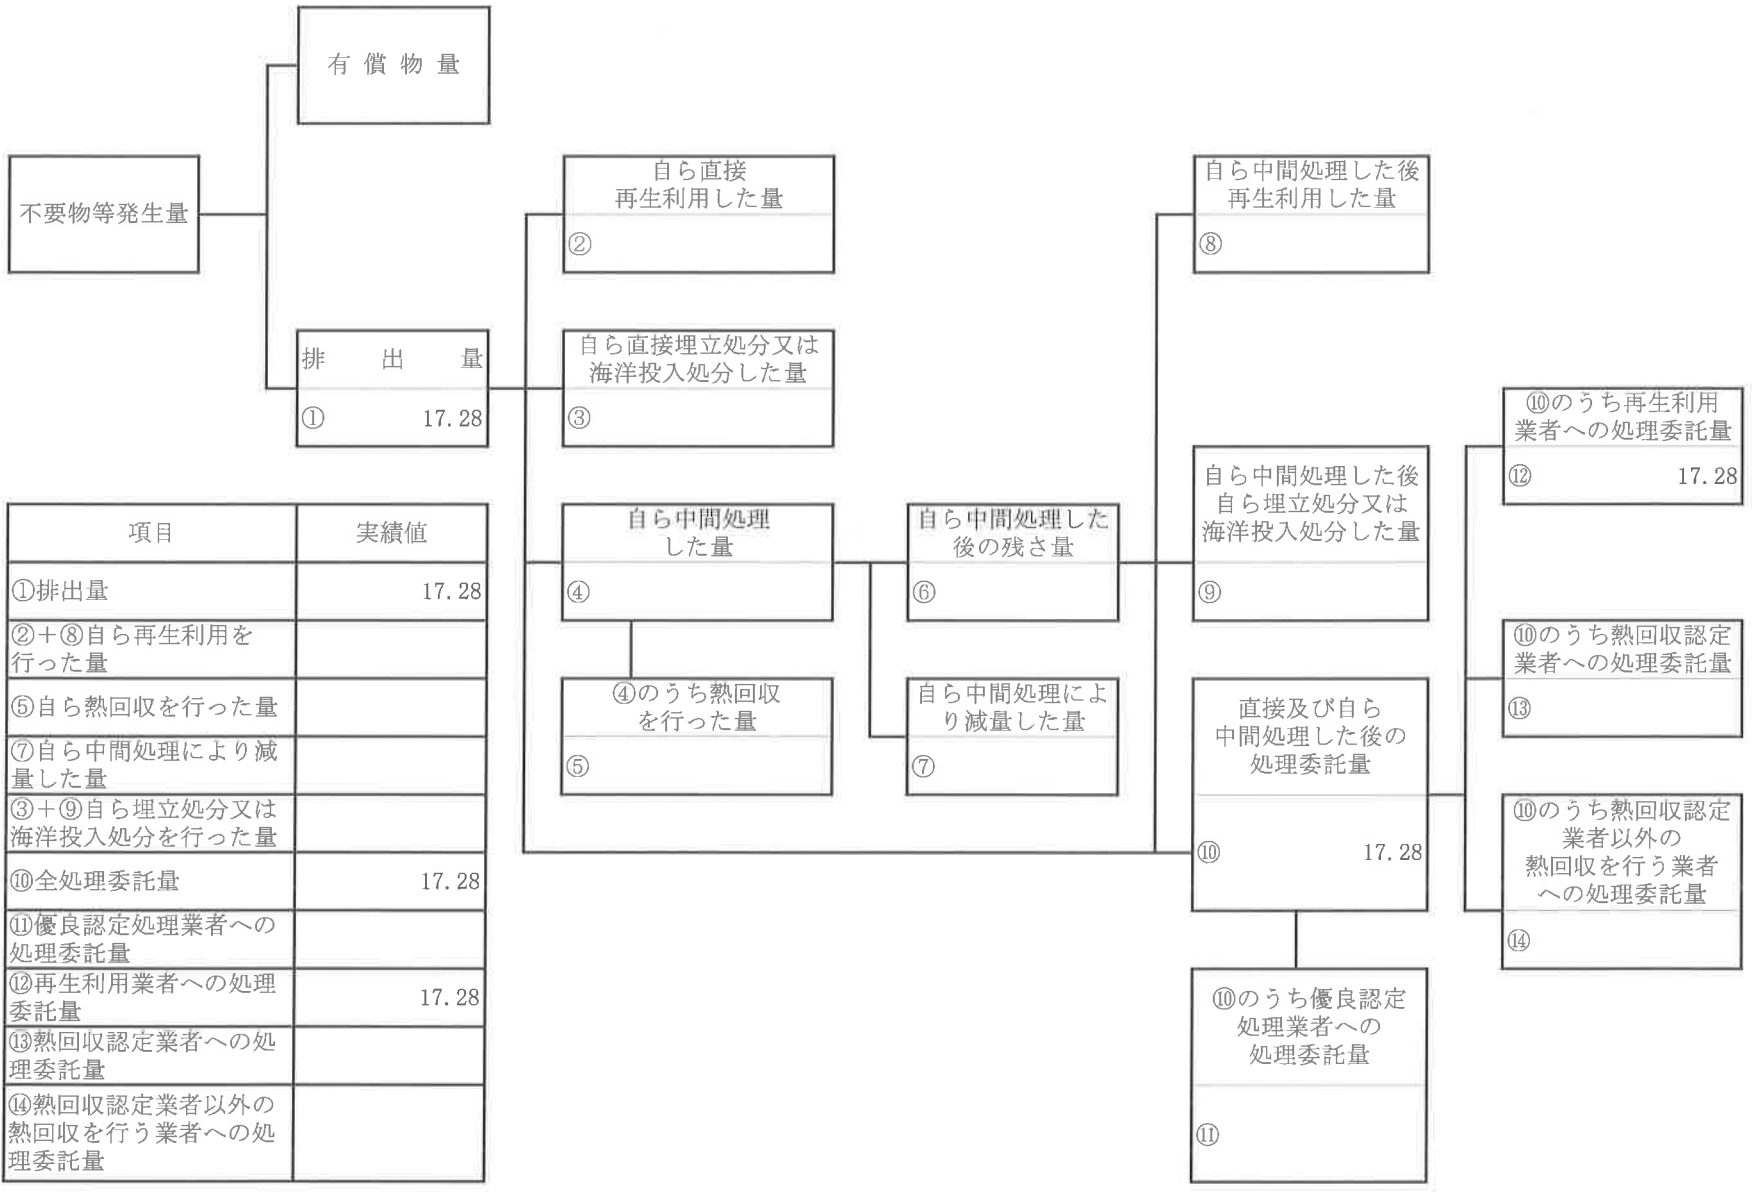 有償物量
不要物等発生量
排出量
① 17.28
自ら直接
再生利用した量
②
自ら直接埋立処分又は
海洋投入処分した量
③
自ら中間処理
した量
④
④のうち熱回収
を行った量
⑤
自ら中間処理した
後の残さ量
⑥
自ら中間処理によ
り減量した量
⑦
自ら中間処理した後
再生利用した量
⑧
自ら中間処理した後
自ら埋立処分又は
海洋投入処分した量
⑨
直接及び自ら
中間処理した後の
処理委託量
⑩ 17.28
⑩のうち優良認定
処理業者への
処理委託量
⑪
⑩のうち再生利用
業者への処理委託量
⑫ 17.28
⑩のうち熱回収認定
業者への処理委託量
⑬
⑩のうち熱回収認定
業者以外の
熱回収を行う業者
への処理委託量
⑭
項目 実績値
①排出量 17.28
②+⑧自ら再生利用を
行った量
⑤自ら熱回収を行った量
⑦自ら中間処理により減
量した量
③+⑨自ら埋立処分又は
海洋投入処分を行った量
⑩全処理委託量 17.28
⑪優良認定処理業者への
処理委託量
⑫再生利用業者への処理
委託量 17.28
⑬熱回収認定業者への処
理委託量
⑭熱回収認定業者以外の
熱回収を行う業者への処
理委託量